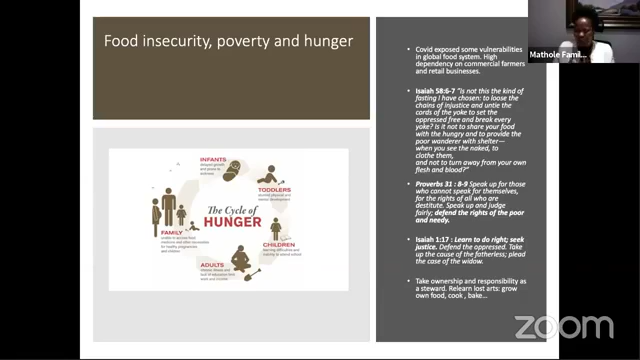 Food insecurity, poverty and hunger
Mathole Famil...
• Covid exposed some vulnerabilities
in global food system. High
dependency on commercial farmers
and retail businesses.
• Isaiah 58:6-7 "Is not this the kind of
fasting I have chosen: to loose the
chains of injustice and untie the
cords of the yoke to set the
oppressed free and break every
yoke? Is it not to share your food
with the hungry and to provide the
poor wanderer with shelter—
when you see the naked, to
clothe them,
and not to turn away from your own
flesh and blood?"
• Proverbs 31 : 8-9 Speak up for those
who cannot speak for themselves,
for the rights of all who are
destitute. Speak up and judge
fairly; defend the rights of the poor
and needy.
• Isaiah 1:17 : Learn to do right; seek
justice. Defend the oppressed. Take
up the cause of the fatherless; plead
the case of the widow.
• Take ownership and responsibility as
a steward. Relearn lost arts: grow
own food, cook , bake...
INFANTS
TODDLERS
The Cycle of
HUNGER
FAMILY
CHILDREN
ADULTS
zoom